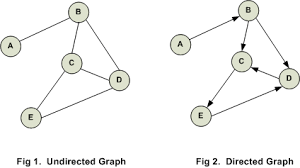 B
A
C
D
E
Fig 1. Undirected Graph
B
A
C
D
E
Fig 2. Directed Graph